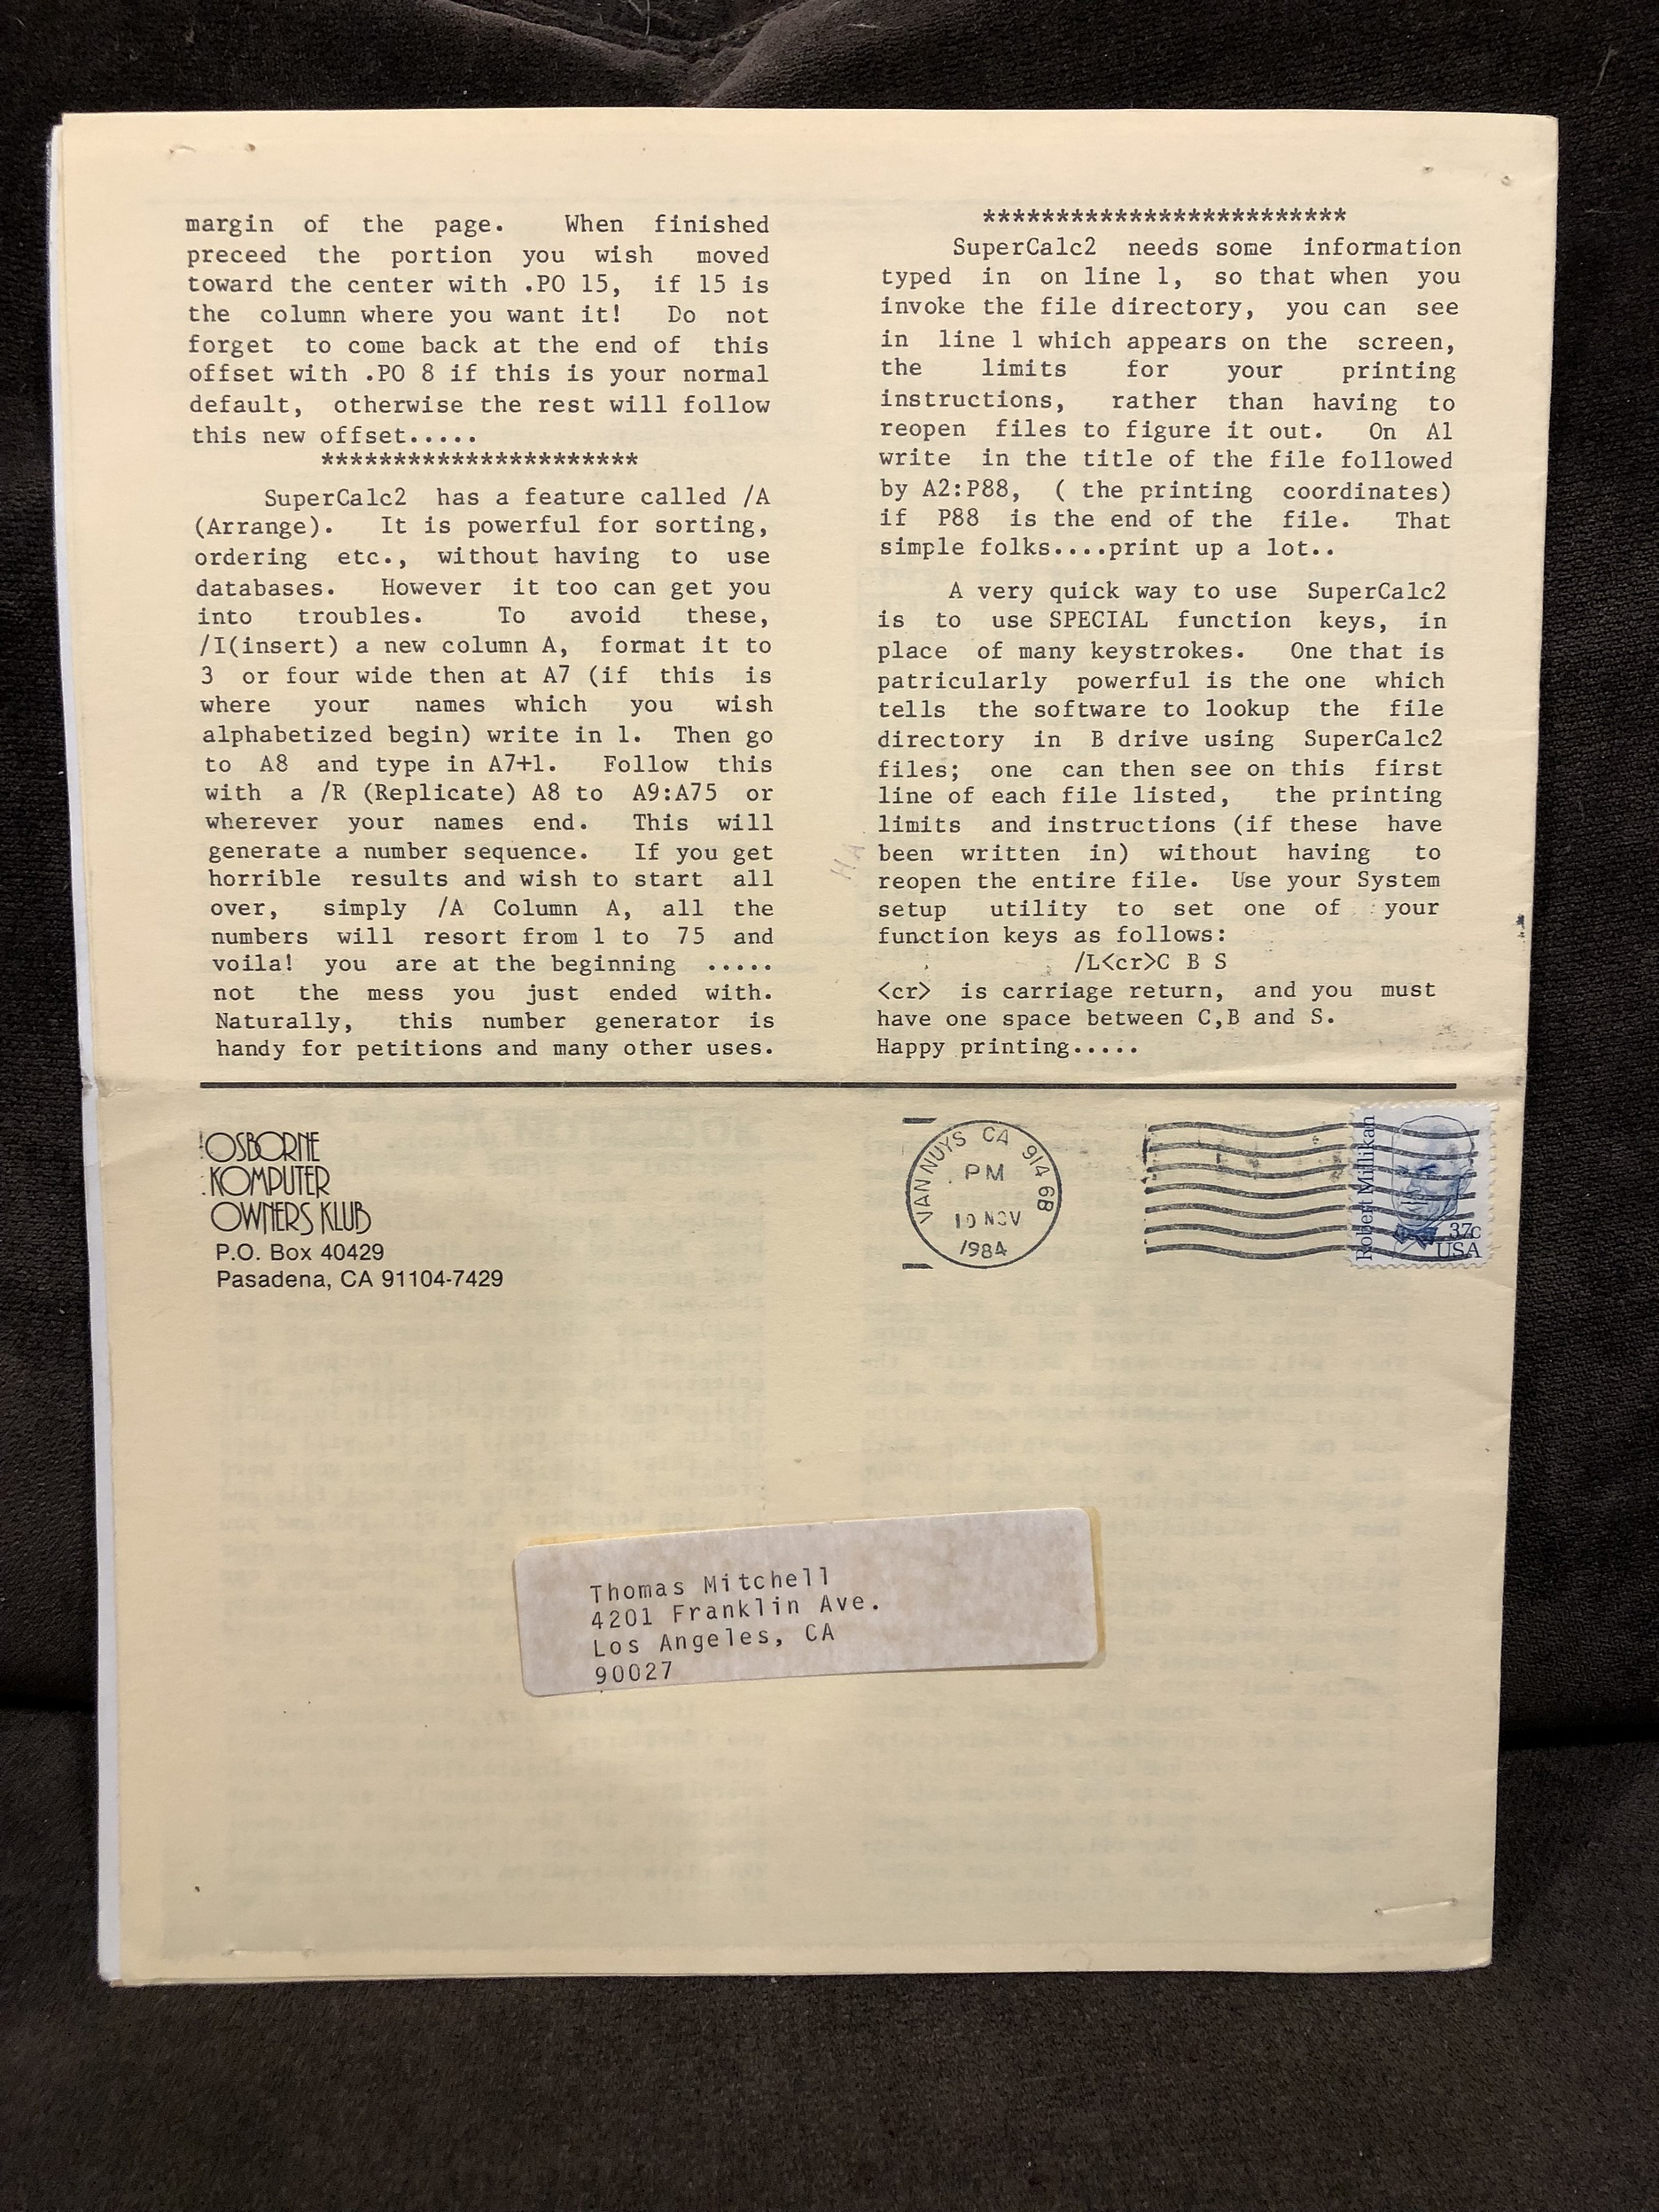 margin of the page. When finished
preceed the portion you wish moved
toward the center with .PO 15, if 15 is
the column where you want it! Do not
forget to come back at the end of this
offset with .PO 8 if this is your normal
default, otherwise the rest will follow
this new offset.....
**********************
SuperCalc2 has a feature called /A
(Arrange). It is powerful for sorting,
ordering etc., without having to use
databases. However it too can get you
into troubles. To avoid these,
/I(insert) a new column A, format it to
3 or four wide then at A7 (if this is
where your names which you wish
alphabetized begin) write in 1. Then go
to A8 and type in A7+1. Follow this
with a /R (Replicate) A8 to A9:A75 or
wherever your names end. This will
generate a number sequence. If you get
horrible results and wish to start all
over, simply /A Column A, all the
numbers will resort from 1 to 75 and
voila! you are at the beginning .....
not the mess you just ended with.
Naturally, this number generator is
handy for petitions and many other uses.
*************************
SuperCalc2 needs some information
typed in on line 1, so that when you
invoke the file directory, you can see
in line 1 which appears on the screen,
the limits for your printing
instructions, rather than having to
reopen files to figure it out. On A1
write in the title of the file followed
by A2:P88, ( the printing coordinates)
if P88 is the end of the file. That
simple folks....print up a lot..
A very quick way to use SuperCalc2
is to use SPECIAL function keys, in
place of many keystrokes. One that is
patricularly powerful is the one which
tells the software to lookup the file
directory in B drive using SuperCalc2
files; one can then see on this first
line of each file listed, the printing
limits and instructions (if these have
been written in) without having to
reopen the entire file. Use your System
setup utility to set one of your
function keys as follows:
/L<cr>C B S
<cr> is carriage return, and you must
have one space between C,B and S.
Happy printing.....
HA
OSBORNE
KOMPUTER
OWNERS KLUB
P.O. Box 40429
Pasadena, CA 91104-7429
VAN NUYS CA 914 6B
PM
10 NOV
1984
Robert Millikan
37c
USA
Thomas Mitchell
4201 Franklin Ave.
Los Angeles, CA
90027